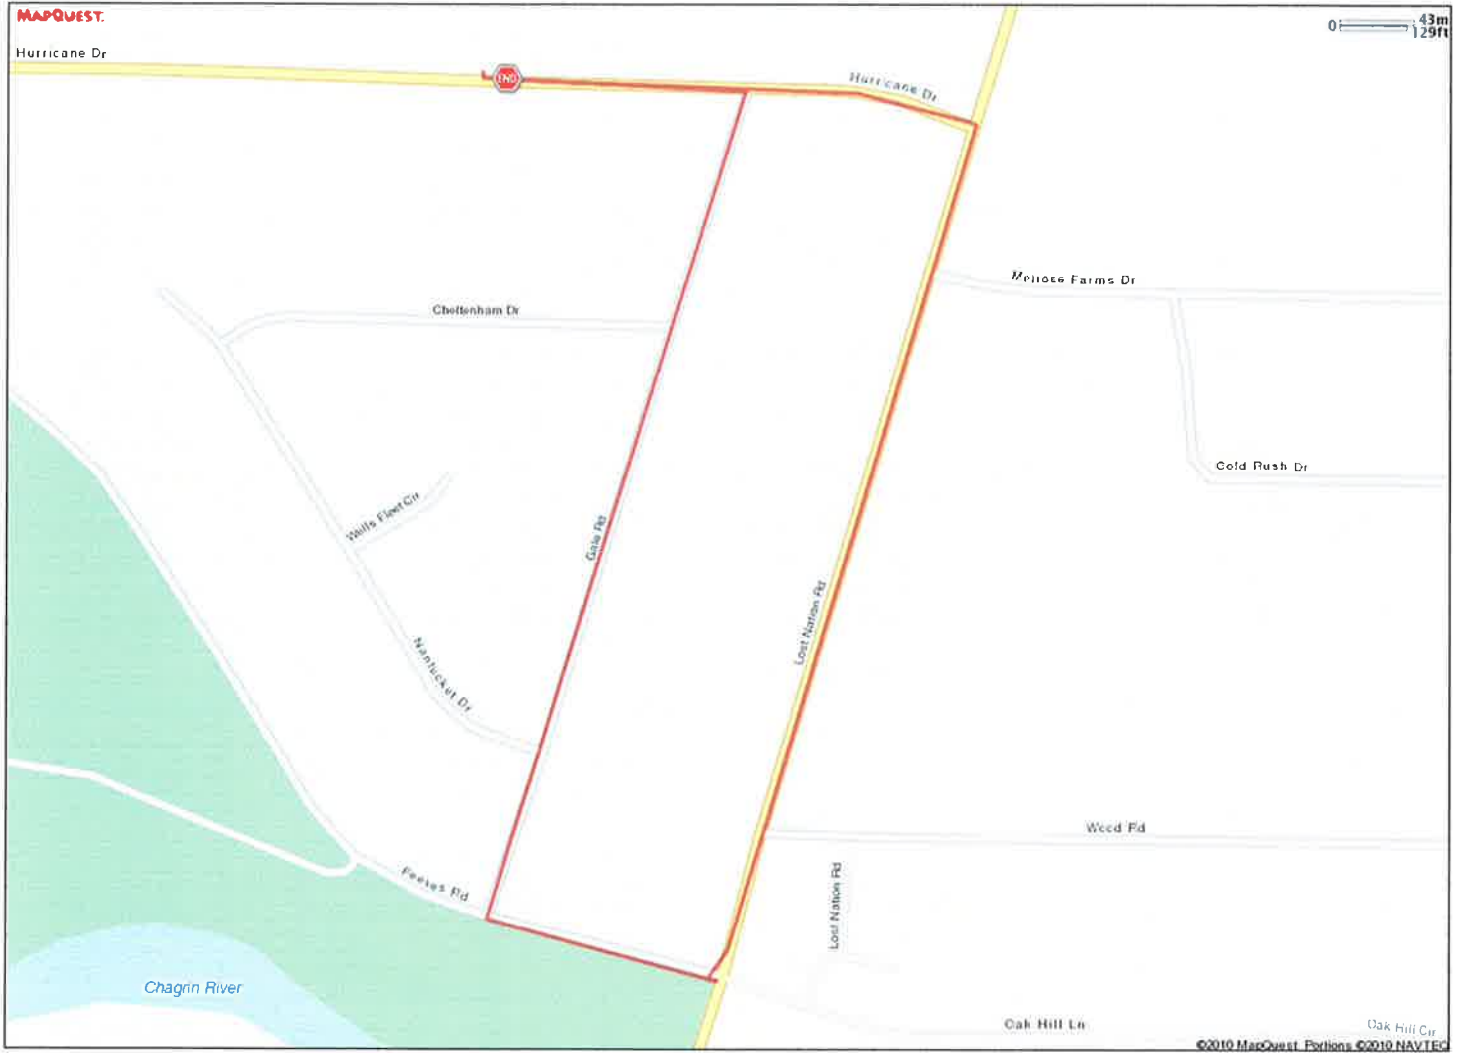 MAPQUEST.
0 43m
129ft
Hurricane Dr
END
Hurricane Dr
Melrose Farms Dr
Cheltenham Dr
Cold Rush Dr
Wells Fleet Cir
Gale Rd
Lost Nation Rd
Nantucket Dr
Wood Rd
Reeves Rd
Lost Nation Rd
Chagrin River
Oak Hill Ln
Oak Hill Cir
©2010 MapQuest Portions ©2010 NAVTEQ